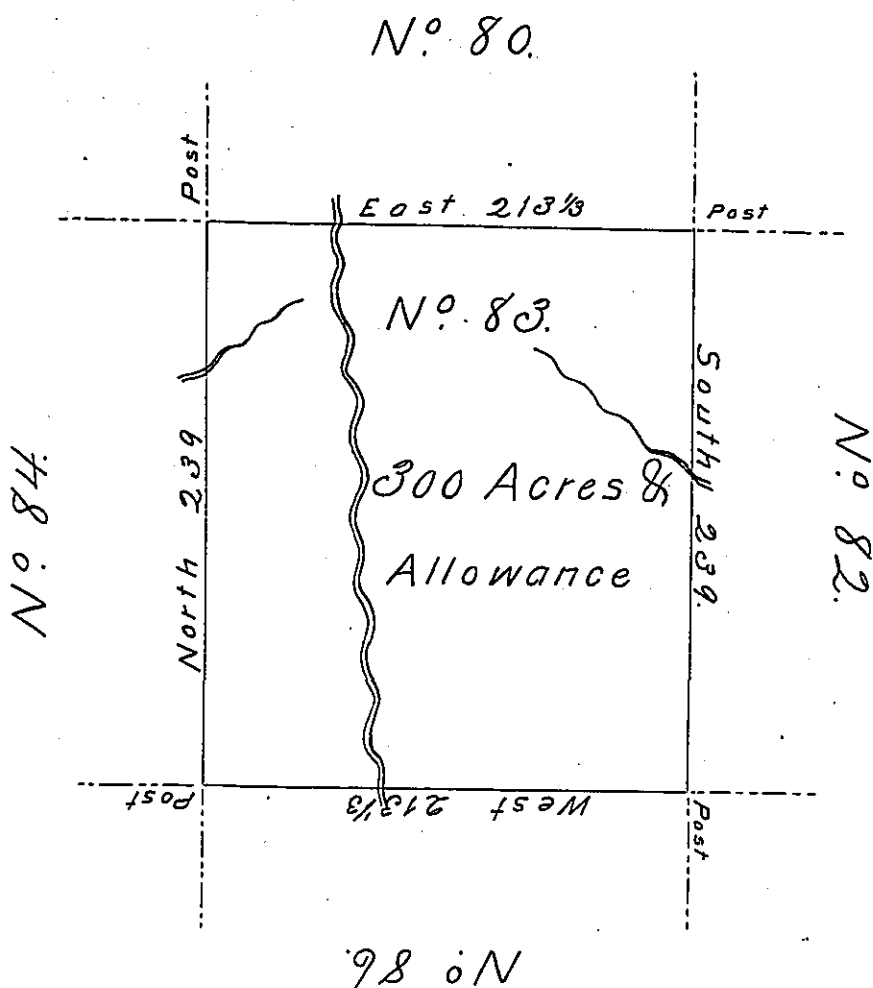 Nº 80.
Post
East 213⅓
Post
Nº 83.
North 239
South 239.
Nº 84.
Nº 82.
300 Acres &
Allowance
Post
West 213⅓
Post
Nº 86.